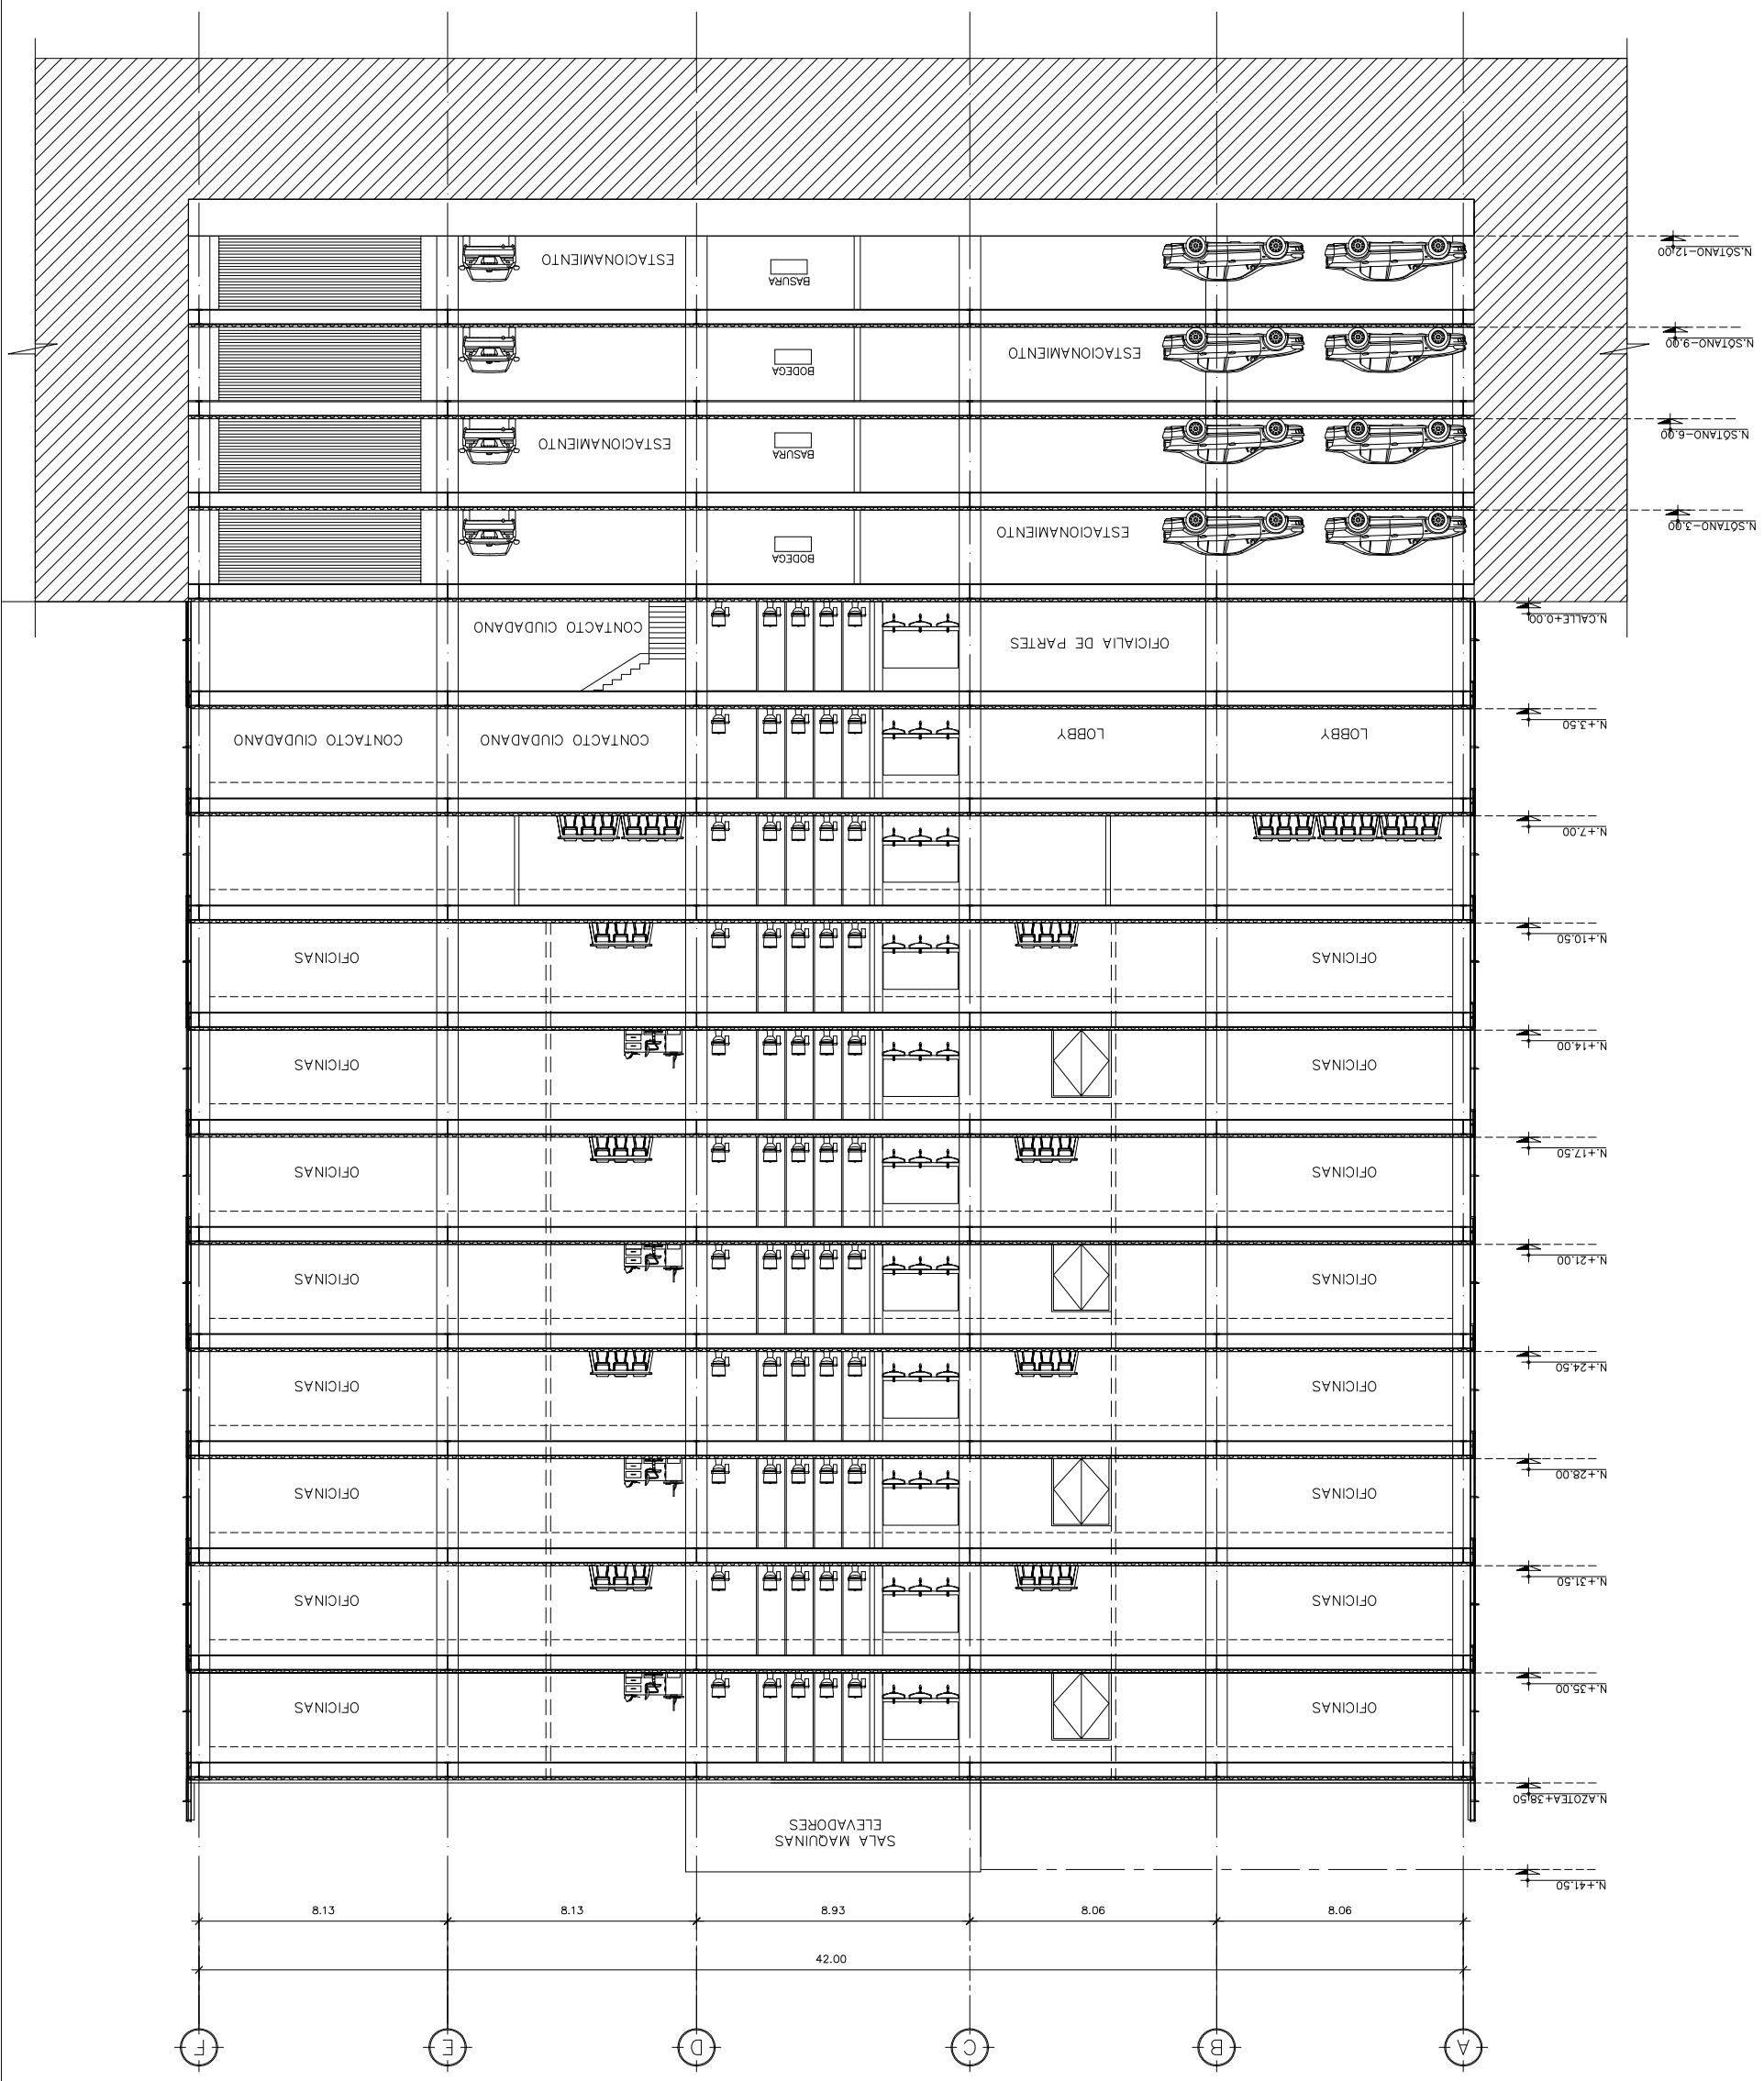 A
B
C
D
E
F
42.00
8.06
8.06
8.93
8.13
8.13
N.+41.50
SALA MAQUINAS
ELEVADORES
N.AZOTEA+38.50
OFICINAS
OFICINAS
N.+35.00
OFICINAS
OFICINAS
N.+31.50
OFICINAS
OFICINAS
N.+28.00
OFICINAS
OFICINAS
N.+24.50
OFICINAS
OFICINAS
N.+21.00
OFICINAS
OFICINAS
N.+17.50
OFICINAS
OFICINAS
N.+14.00
OFICINAS
OFICINAS
N.+10.50
N.+7.00
LOBBY
LOBBY
CONTACTO CIUDADANO
CONTACTO CIUDADANO
N.+3.50
OFICIALIA DE PARTES
CONTACTO CIUDADANO
N.CALLE+0.00
BODEGA
ESTACIONAMIENTO
N.SÓTANO-3.00
BASURA
ESTACIONAMIENTO
N.SÓTANO-6.00
BODEGA
ESTACIONAMIENTO
N.SÓTANO-9.00
BASURA
ESTACIONAMIENTO
N.SÓTANO-12.00